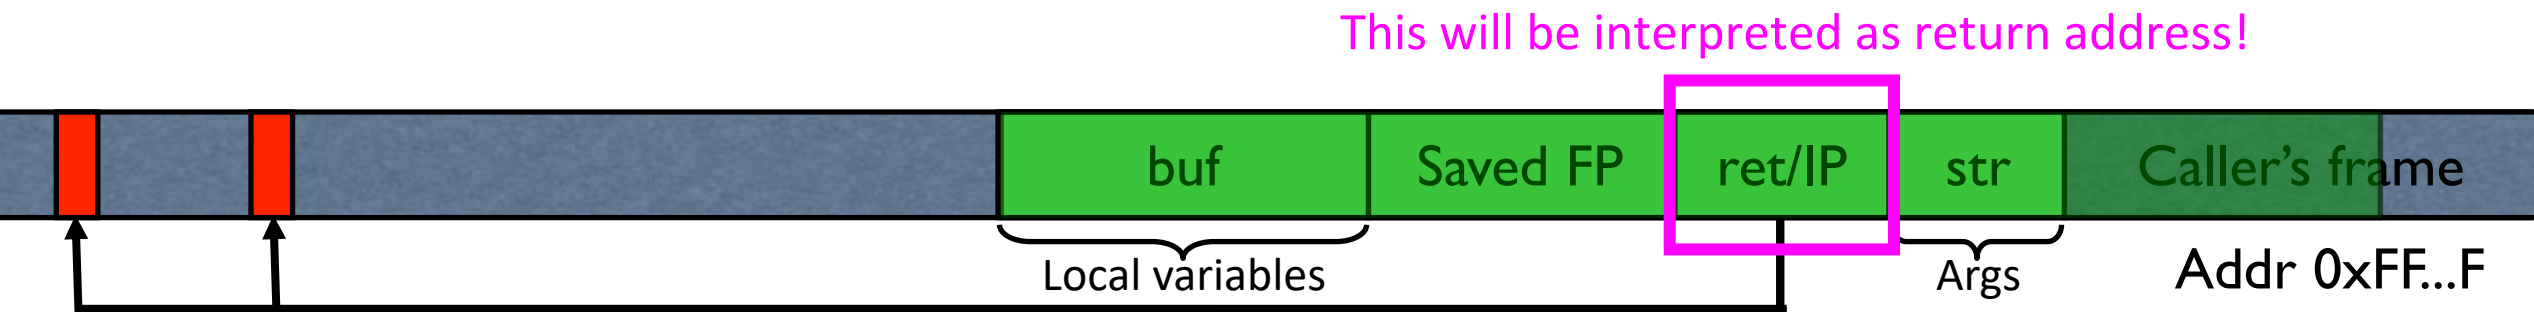 This will be interpreted as return address!
buf Saved FP ret/IP str Caller's frame
Local variables Args Addr 0xFF...F